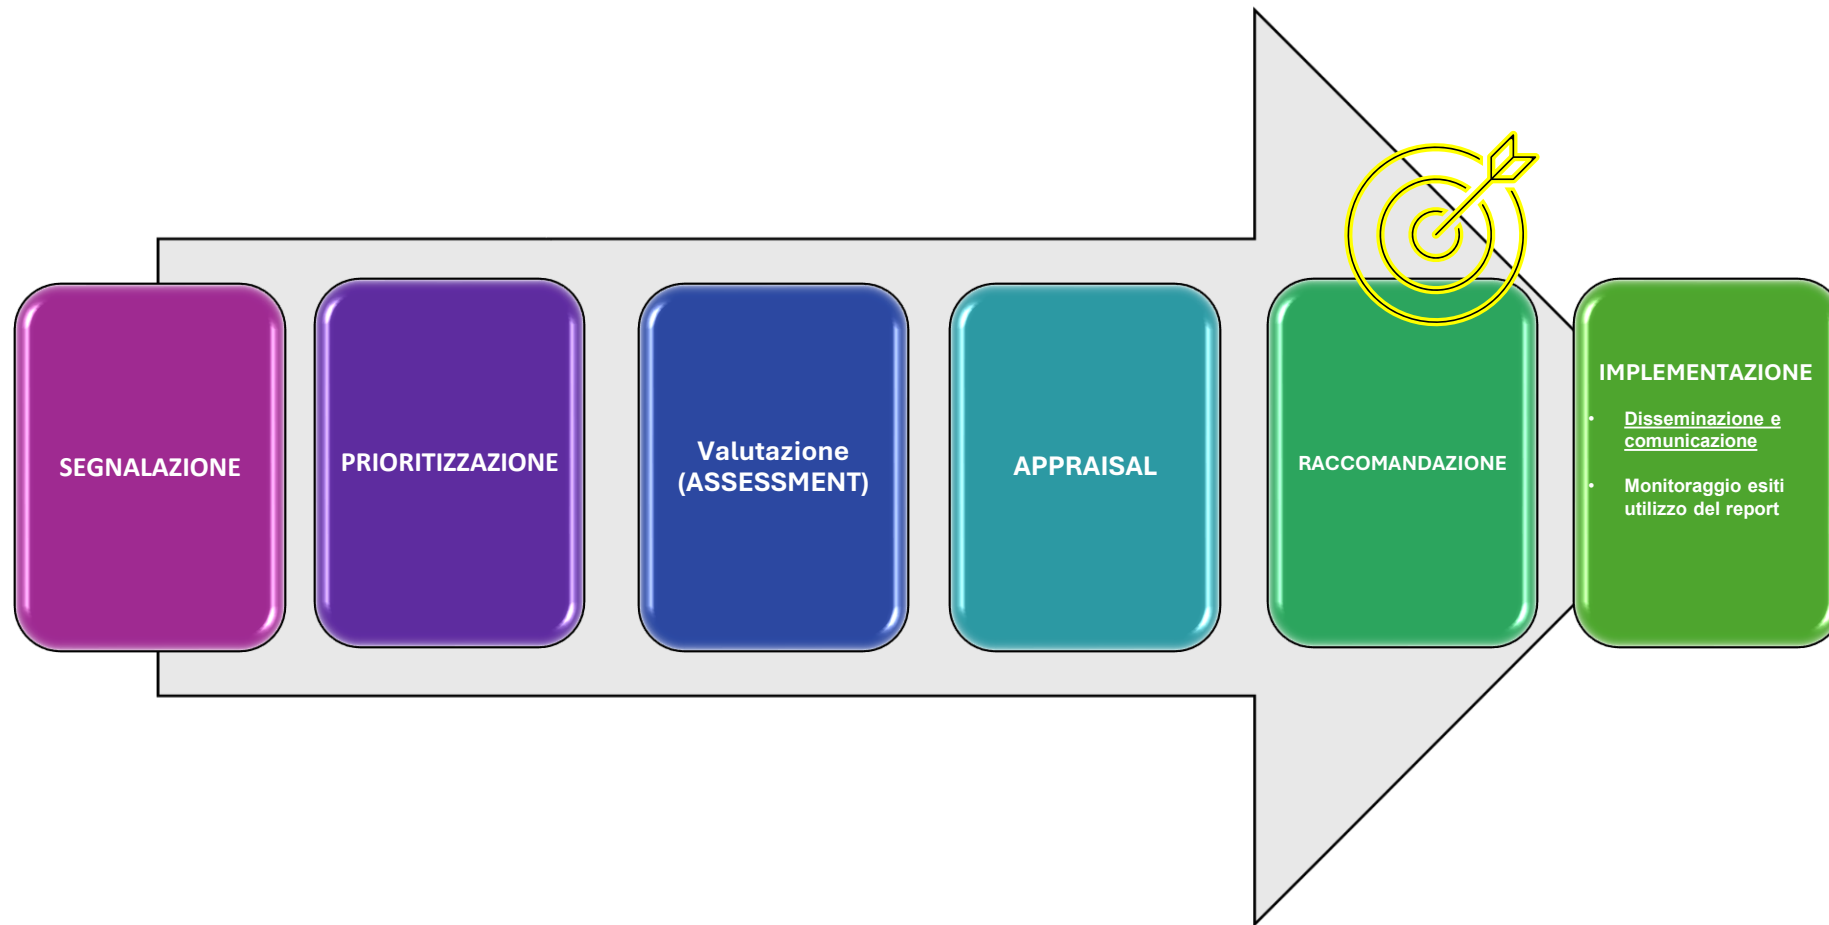 SEGNALAZIONE
PRIORITIZZAZIONE
Valutazione
(ASSESSMENT)
APPRAISAL
RACCOMANDAZIONE
IMPLEMENTAZIONE
• Disseminazione e
comunicazione
• Monitoraggio esiti
utilizzo del report